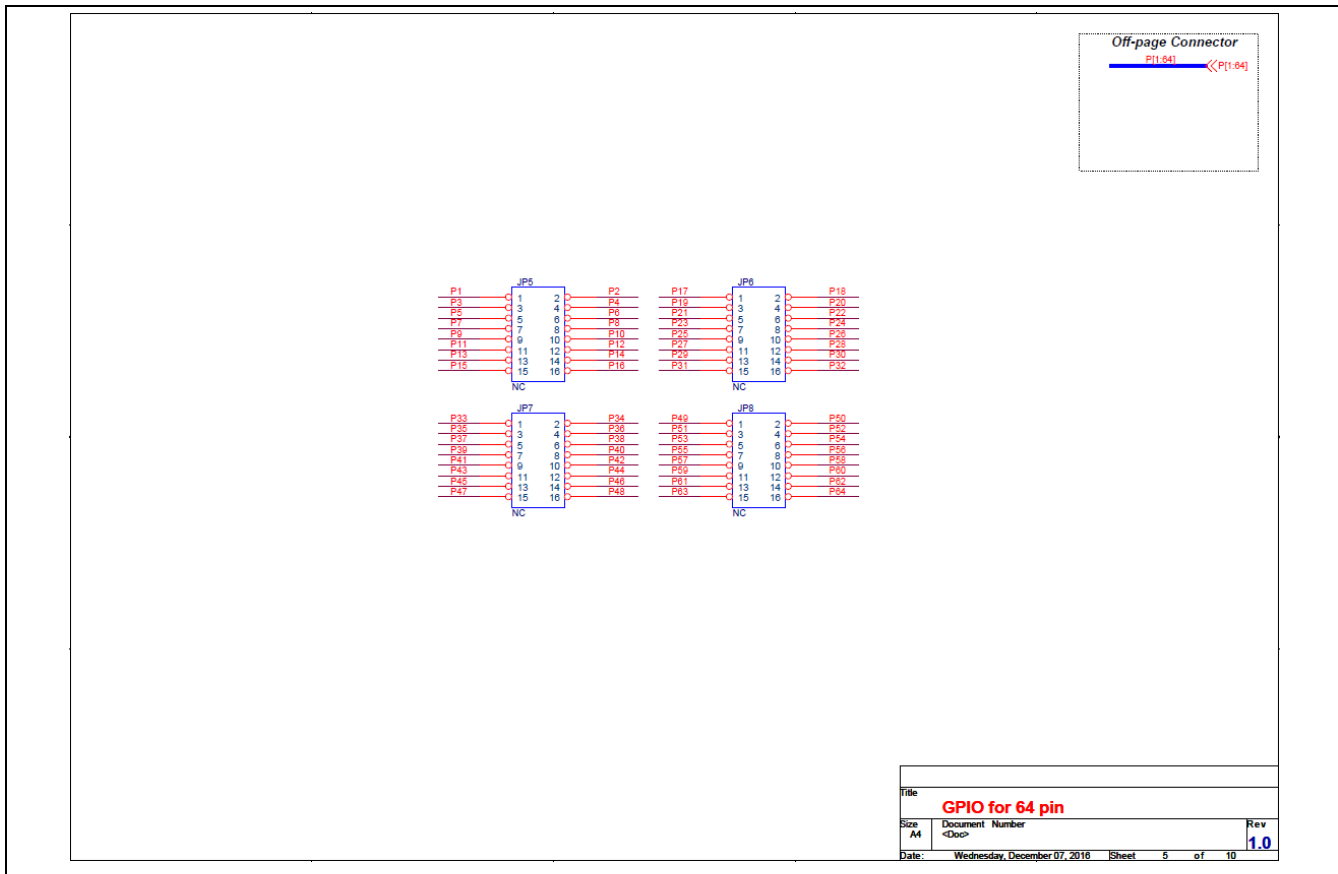 Off-page Connector
P[1:64] P[1:64]
JP5 JP6
P1 1 2 P2 P17 1 2 P18
P3 3 4 P4 P19 3 4 P20
P5 5 6 P6 P21 5 6 P22
P7 7 8 P8 P23 7 8 P24
P9 9 10 P10 P25 9 10 P26
P11 11 12 P12 P27 11 12 P28
P13 13 14 P14 P29 13 14 P30
P15 15 16 P16 P31 15 16 P32
NC NC
JP7 JP8
P33 1 2 P34 P49 1 2 P50
P35 3 4 P36 P51 3 4 P52
P37 5 6 P38 P53 5 6 P54
P39 7 8 P40 P55 7 8 P56
P41 9 10 P42 P57 9 10 P58
P43 11 12 P44 P59 11 12 P60
P45 13 14 P46 P61 13 14 P62
P47 15 16 P48 P63 15 16 P64
NC NC
Title
GPIO for 64 pin
Size Document Number Rev
A4 <Doc> 1.0
Date: Wednesday, December 07, 2016 Sheet 5 of 10